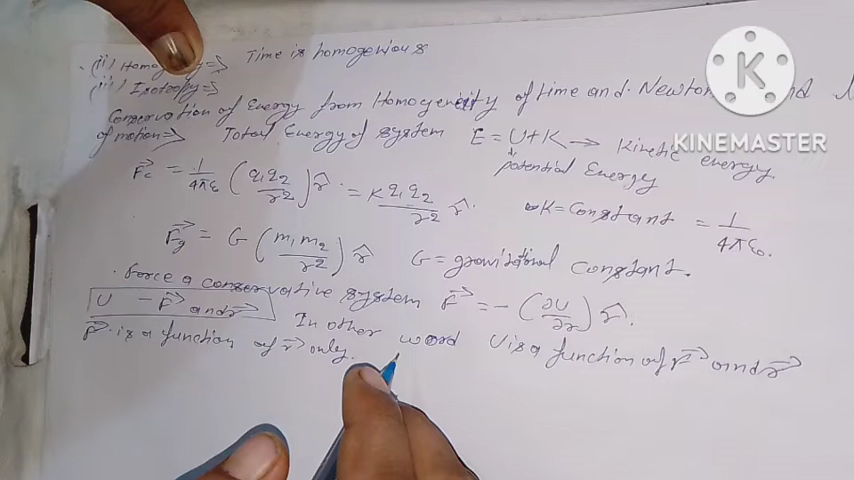 (ii) Homogeneity => Time is homogenious
(iii) Isotropy =>
Conservation of Energy from Homogeneity of time and Newton
of motion => Total Energy of system E = U+K → Kinetic energy.
potential Energy
F⃗c = 1/4πε (q₁q₂/r²) r̂ = K q₁q₂/r² r̂. K = Constant = 1/4πε₀.
F⃗g = G (m₁m₂/r²) r̂ G = gravitational constant.
Force a conservative system F⃗ = -(∂U/∂r) r̂.
U - F⃗ and r⃗ In other word U is a function of F⃗ and r⃗
F⃗ is a function of r⃗ only.
K
KINEMASTER